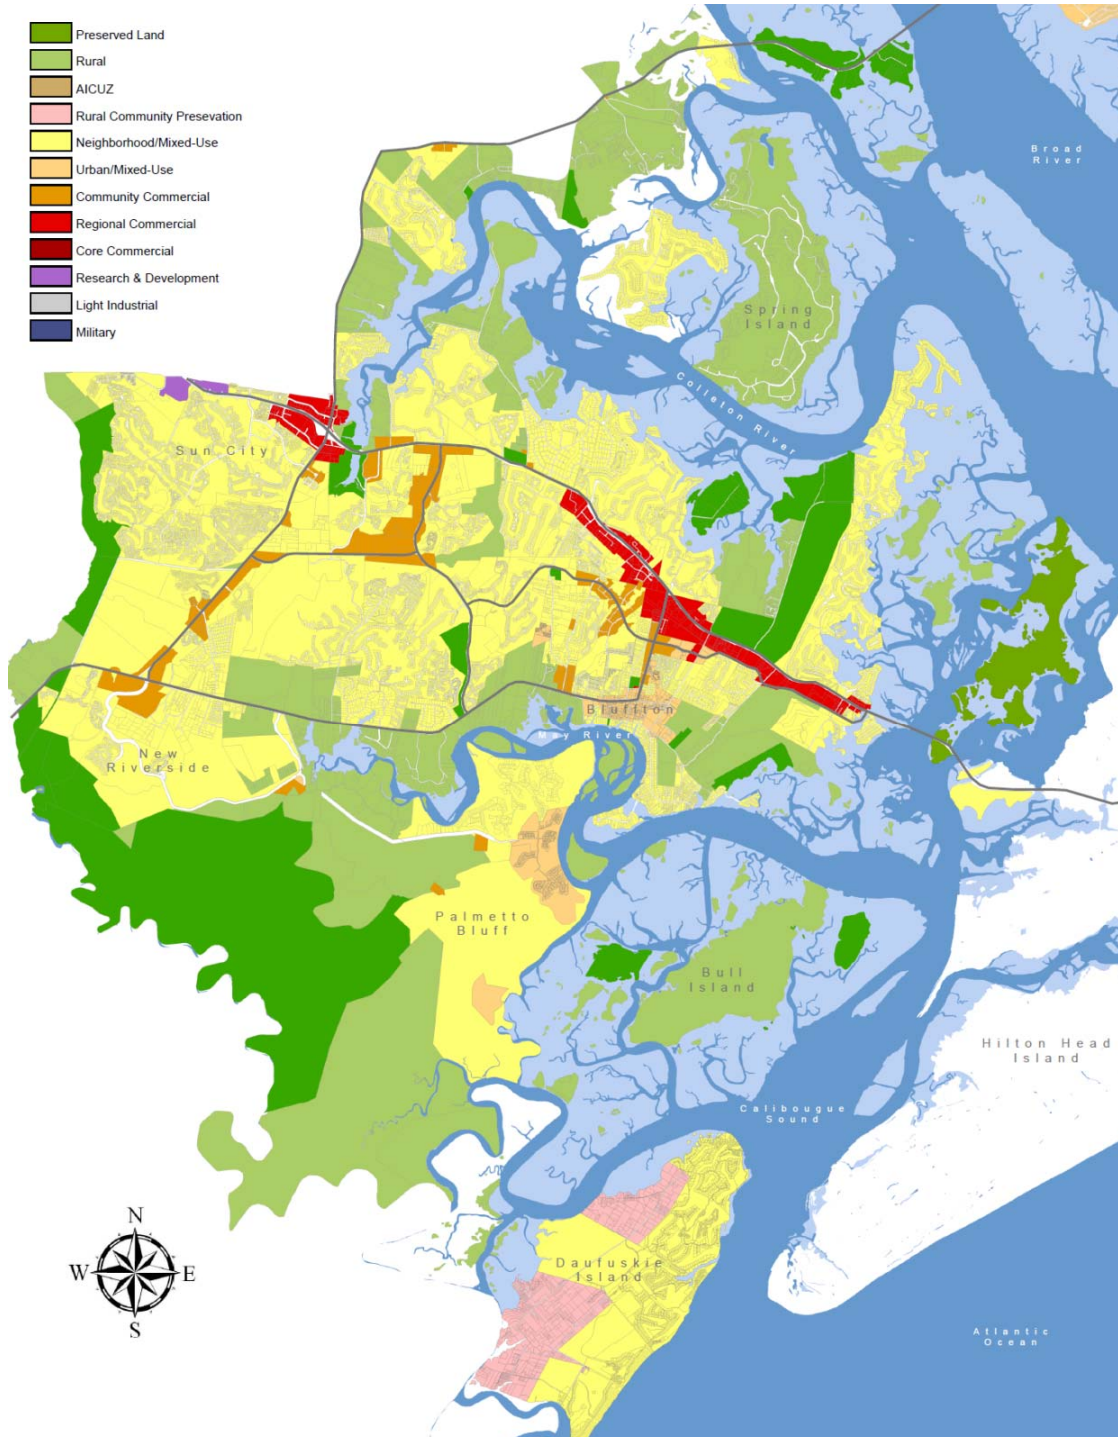 Preserved Land
Rural
AICUZ
Rural Community Presevation
Neighborhood/Mixed-Use
Urban/Mixed-Use
Community Commercial
Regional Commercial
Core Commercial
Research & Development
Light Industrial
Military
Broad
River
Spring
Island
Colleton River
Sun City
Bluffton
May River
New
Riverside
Palmetto
Bluff
Bull
Island
Hilton Head
Island
Calibougue
Sound
Daufuskie
Island
Atlantic
Ocean
N
W
E
S